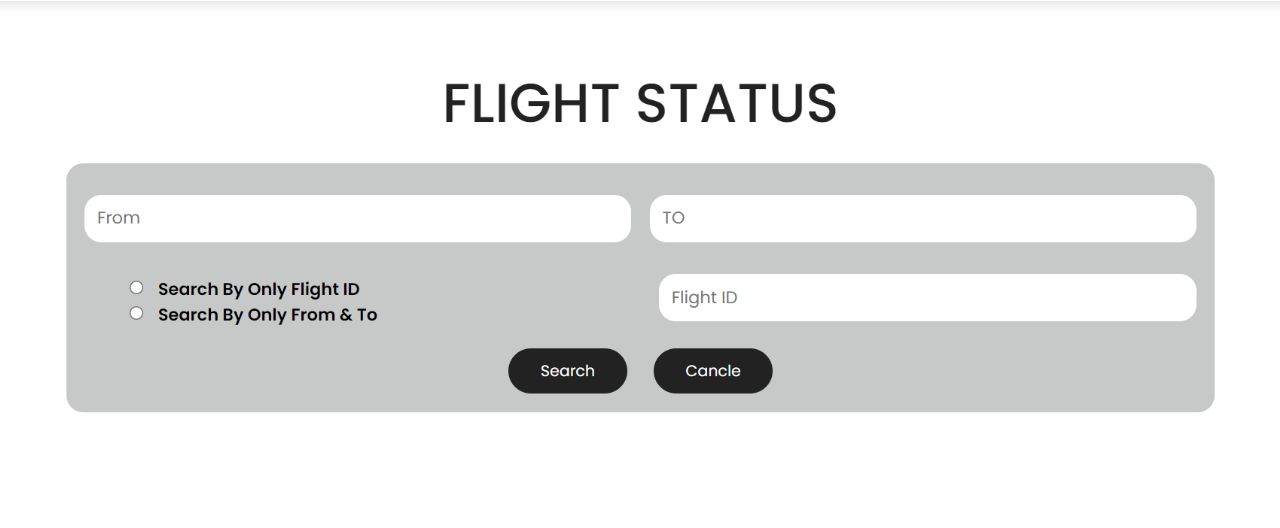 FLIGHT STATUS
From
TO
Search By Only Flight ID
Search By Only From & To
Flight ID
Search
Cancle